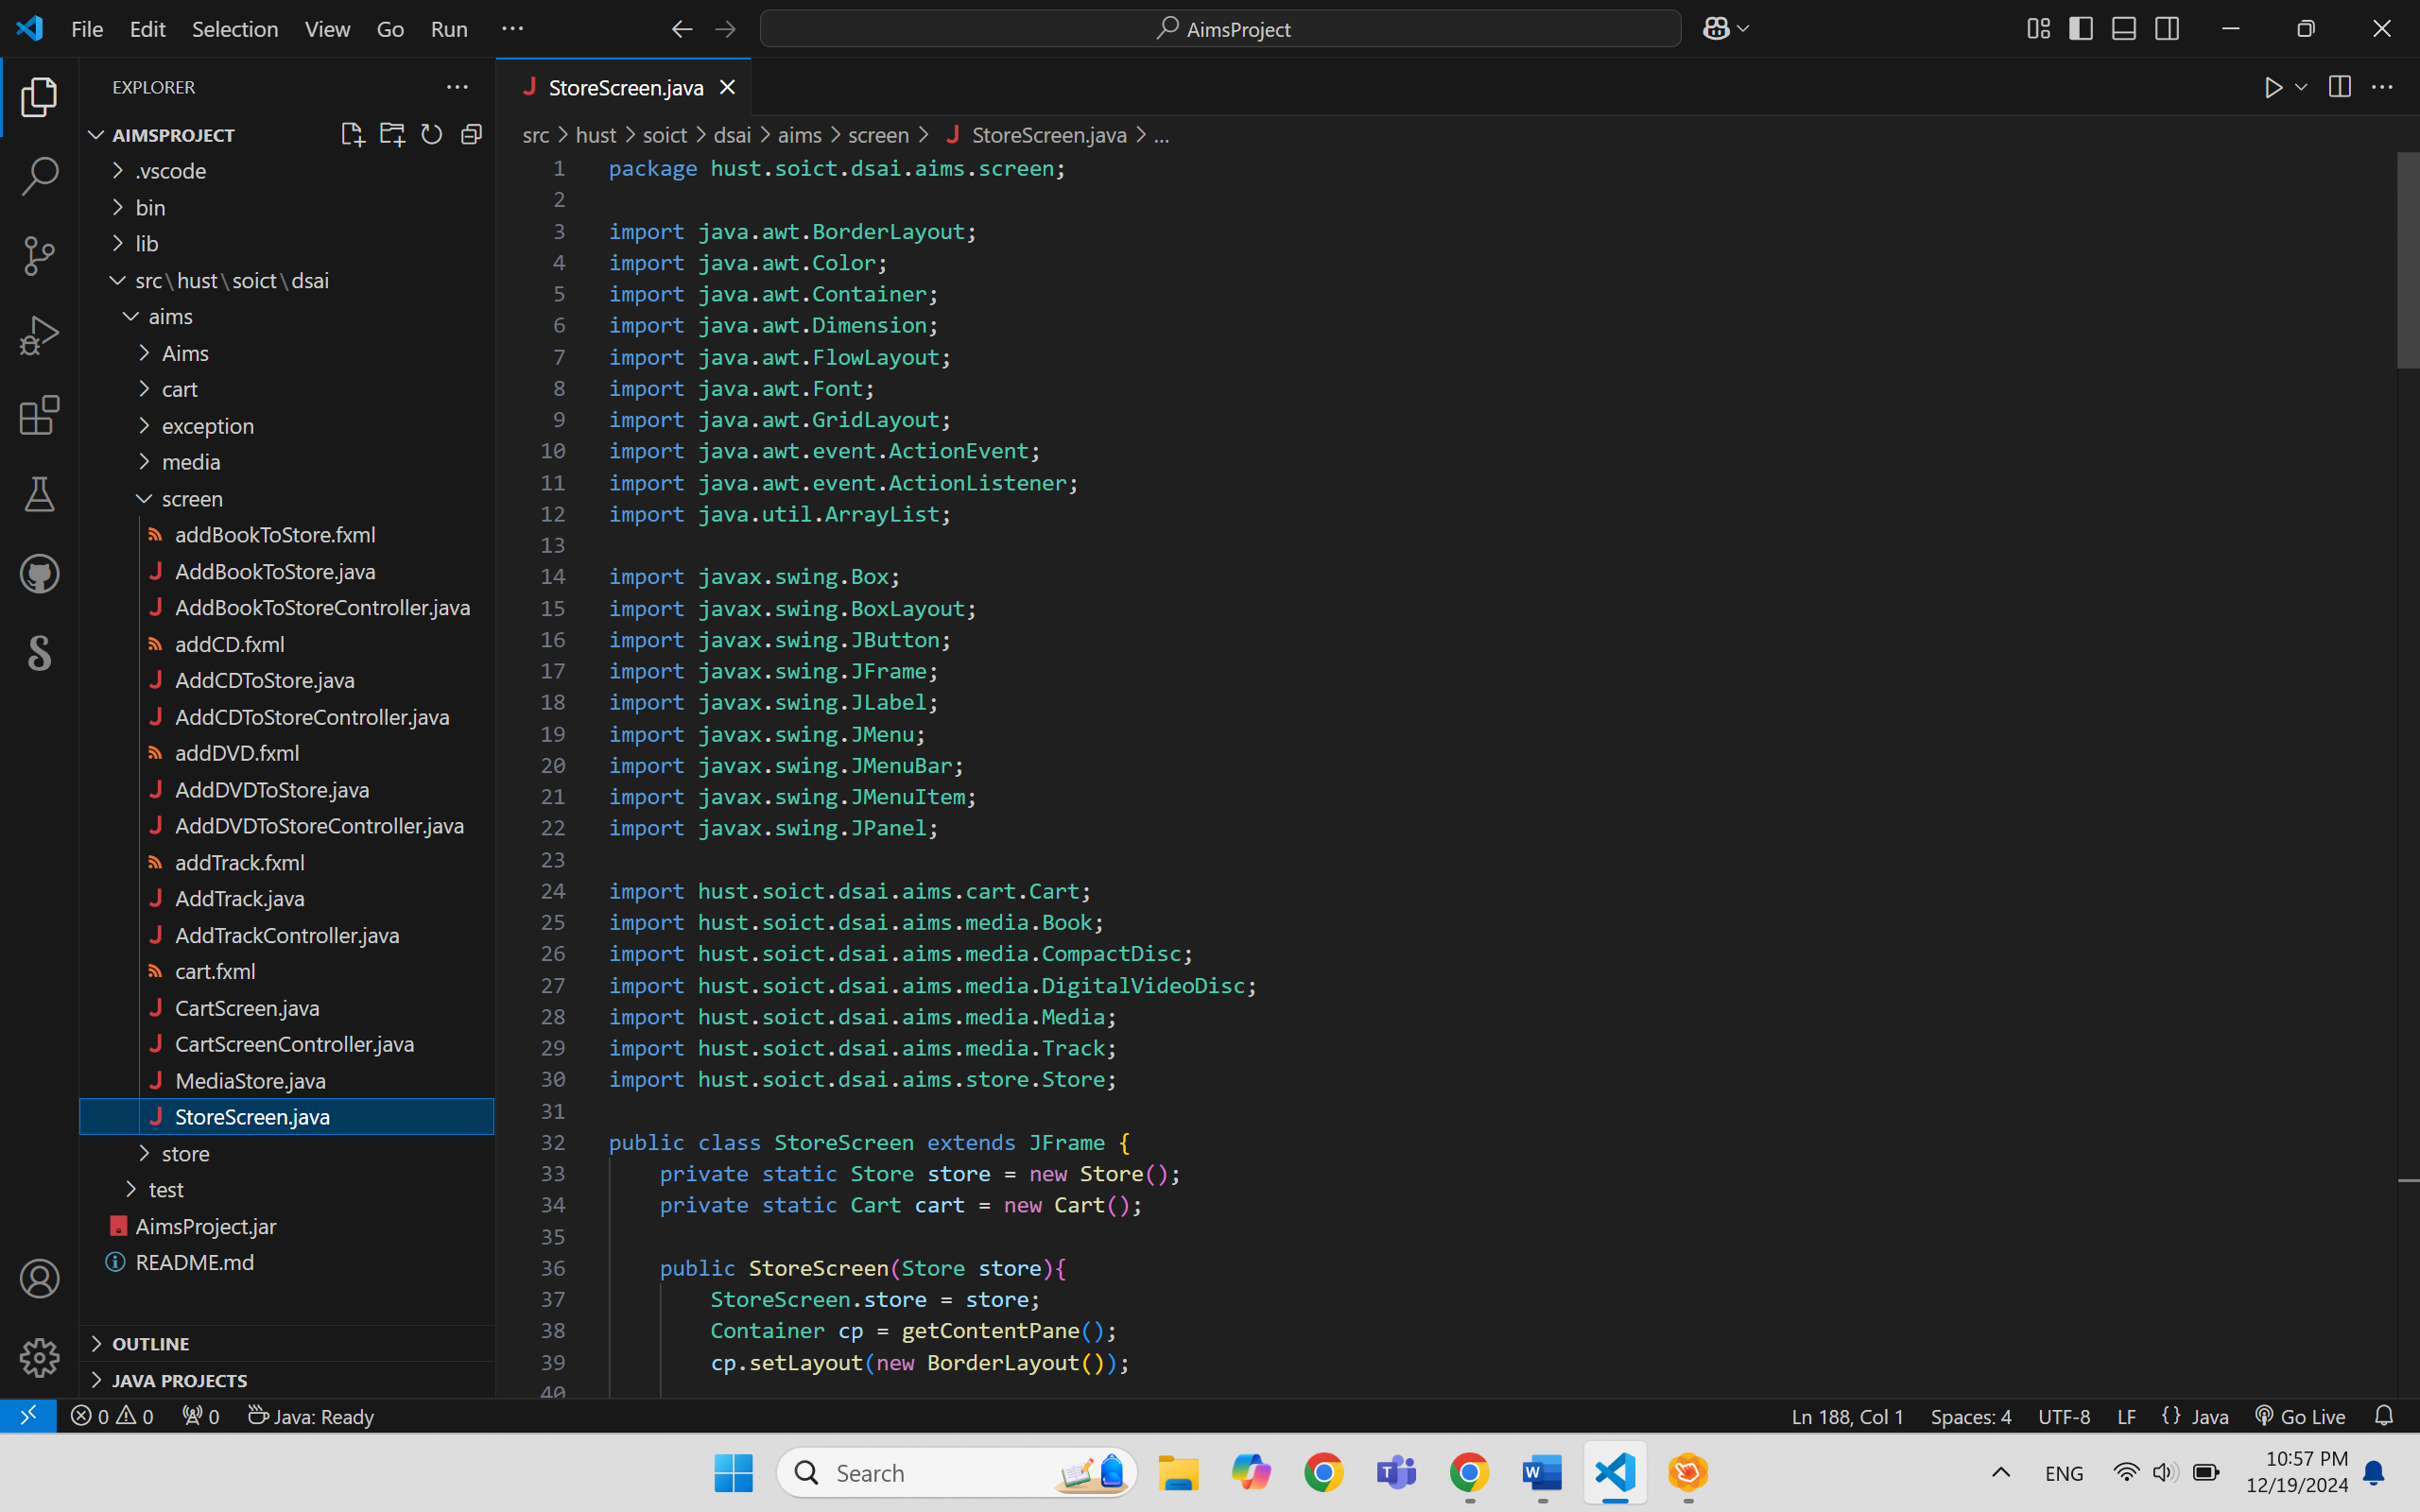 File Edit Selection View Go Run ··· AimsProject
EXPLORER ···
AIMSPROJECT
.vscode
bin
lib
src\hust\soict\dsai
aims
Aims
cart
exception
media
screen
addBookToStore.fxml
AddBookToStore.java
AddBookToStoreController.java
addCD.fxml
AddCDToStore.java
AddCDToStoreController.java
addDVD.fxml
AddDVDToStore.java
AddDVDToStoreController.java
addTrack.fxml
AddTrack.java
AddTrackController.java
cart.fxml
CartScreen.java
CartScreenController.java
MediaStore.java
StoreScreen.java
store
test
AimsProject.jar
README.md
OUTLINE
JAVA PROJECTS
StoreScreen.java
src > hust > soict > dsai > aims > screen > StoreScreen.java > ...
1 package hust.soict.dsai.aims.screen;
2
3 import java.awt.BorderLayout;
4 import java.awt.Color;
5 import java.awt.Container;
6 import java.awt.Dimension;
7 import java.awt.FlowLayout;
8 import java.awt.Font;
9 import java.awt.GridLayout;
10 import java.awt.event.ActionEvent;
11 import java.awt.event.ActionListener;
12 import java.util.ArrayList;
13
14 import javax.swing.Box;
15 import javax.swing.BoxLayout;
16 import javax.swing.JButton;
17 import javax.swing.JFrame;
18 import javax.swing.JLabel;
19 import javax.swing.JMenu;
20 import javax.swing.JMenuBar;
21 import javax.swing.JMenuItem;
22 import javax.swing.JPanel;
23
24 import hust.soict.dsai.aims.cart.Cart;
25 import hust.soict.dsai.aims.media.Book;
26 import hust.soict.dsai.aims.media.CompactDisc;
27 import hust.soict.dsai.aims.media.DigitalVideoDisc;
28 import hust.soict.dsai.aims.media.Media;
29 import hust.soict.dsai.aims.media.Track;
30 import hust.soict.dsai.aims.store.Store;
31
32 public class StoreScreen extends JFrame {
33 private static Store store = new Store();
34 private static Cart cart = new Cart();
35
36 public StoreScreen(Store store){
37 StoreScreen.store = store;
38 Container cp = getContentPane();
39 cp.setLayout(new BorderLayout());
40
0 0 0 Java: Ready Ln 188, Col 1 Spaces: 4 UTF-8 LF {} Java Go Live
Search ENG 10:57 PM
12/19/2024